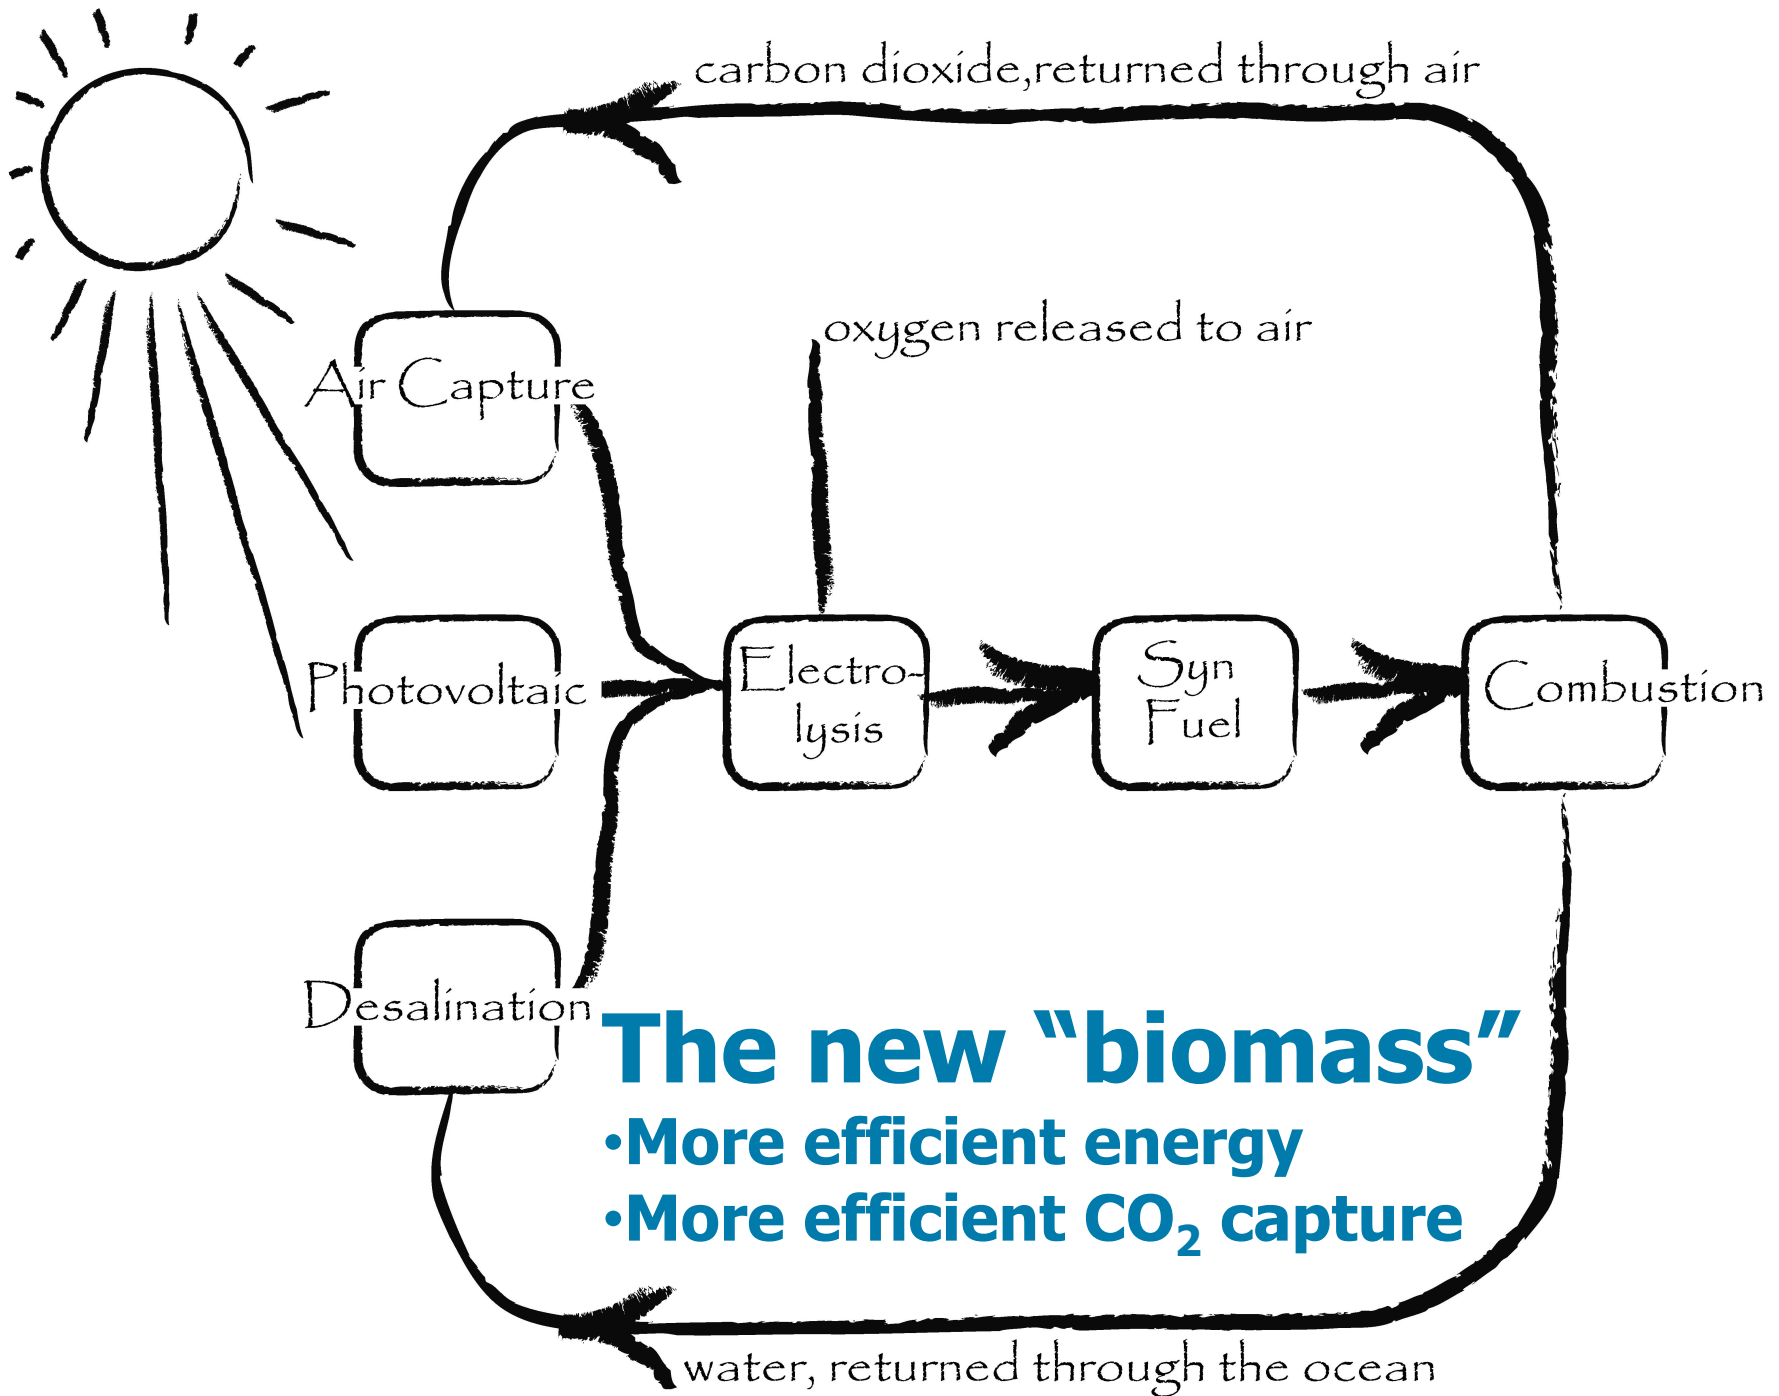 carbon dioxide,returned through air
oxygen released to air
Air Capture
Photovoltaic
Electro-
lysis
Syn
Fuel
Combustion
Desalination
The new “biomass”
•More efficient energy
•More efficient CO₂ capture
water, returned through the ocean